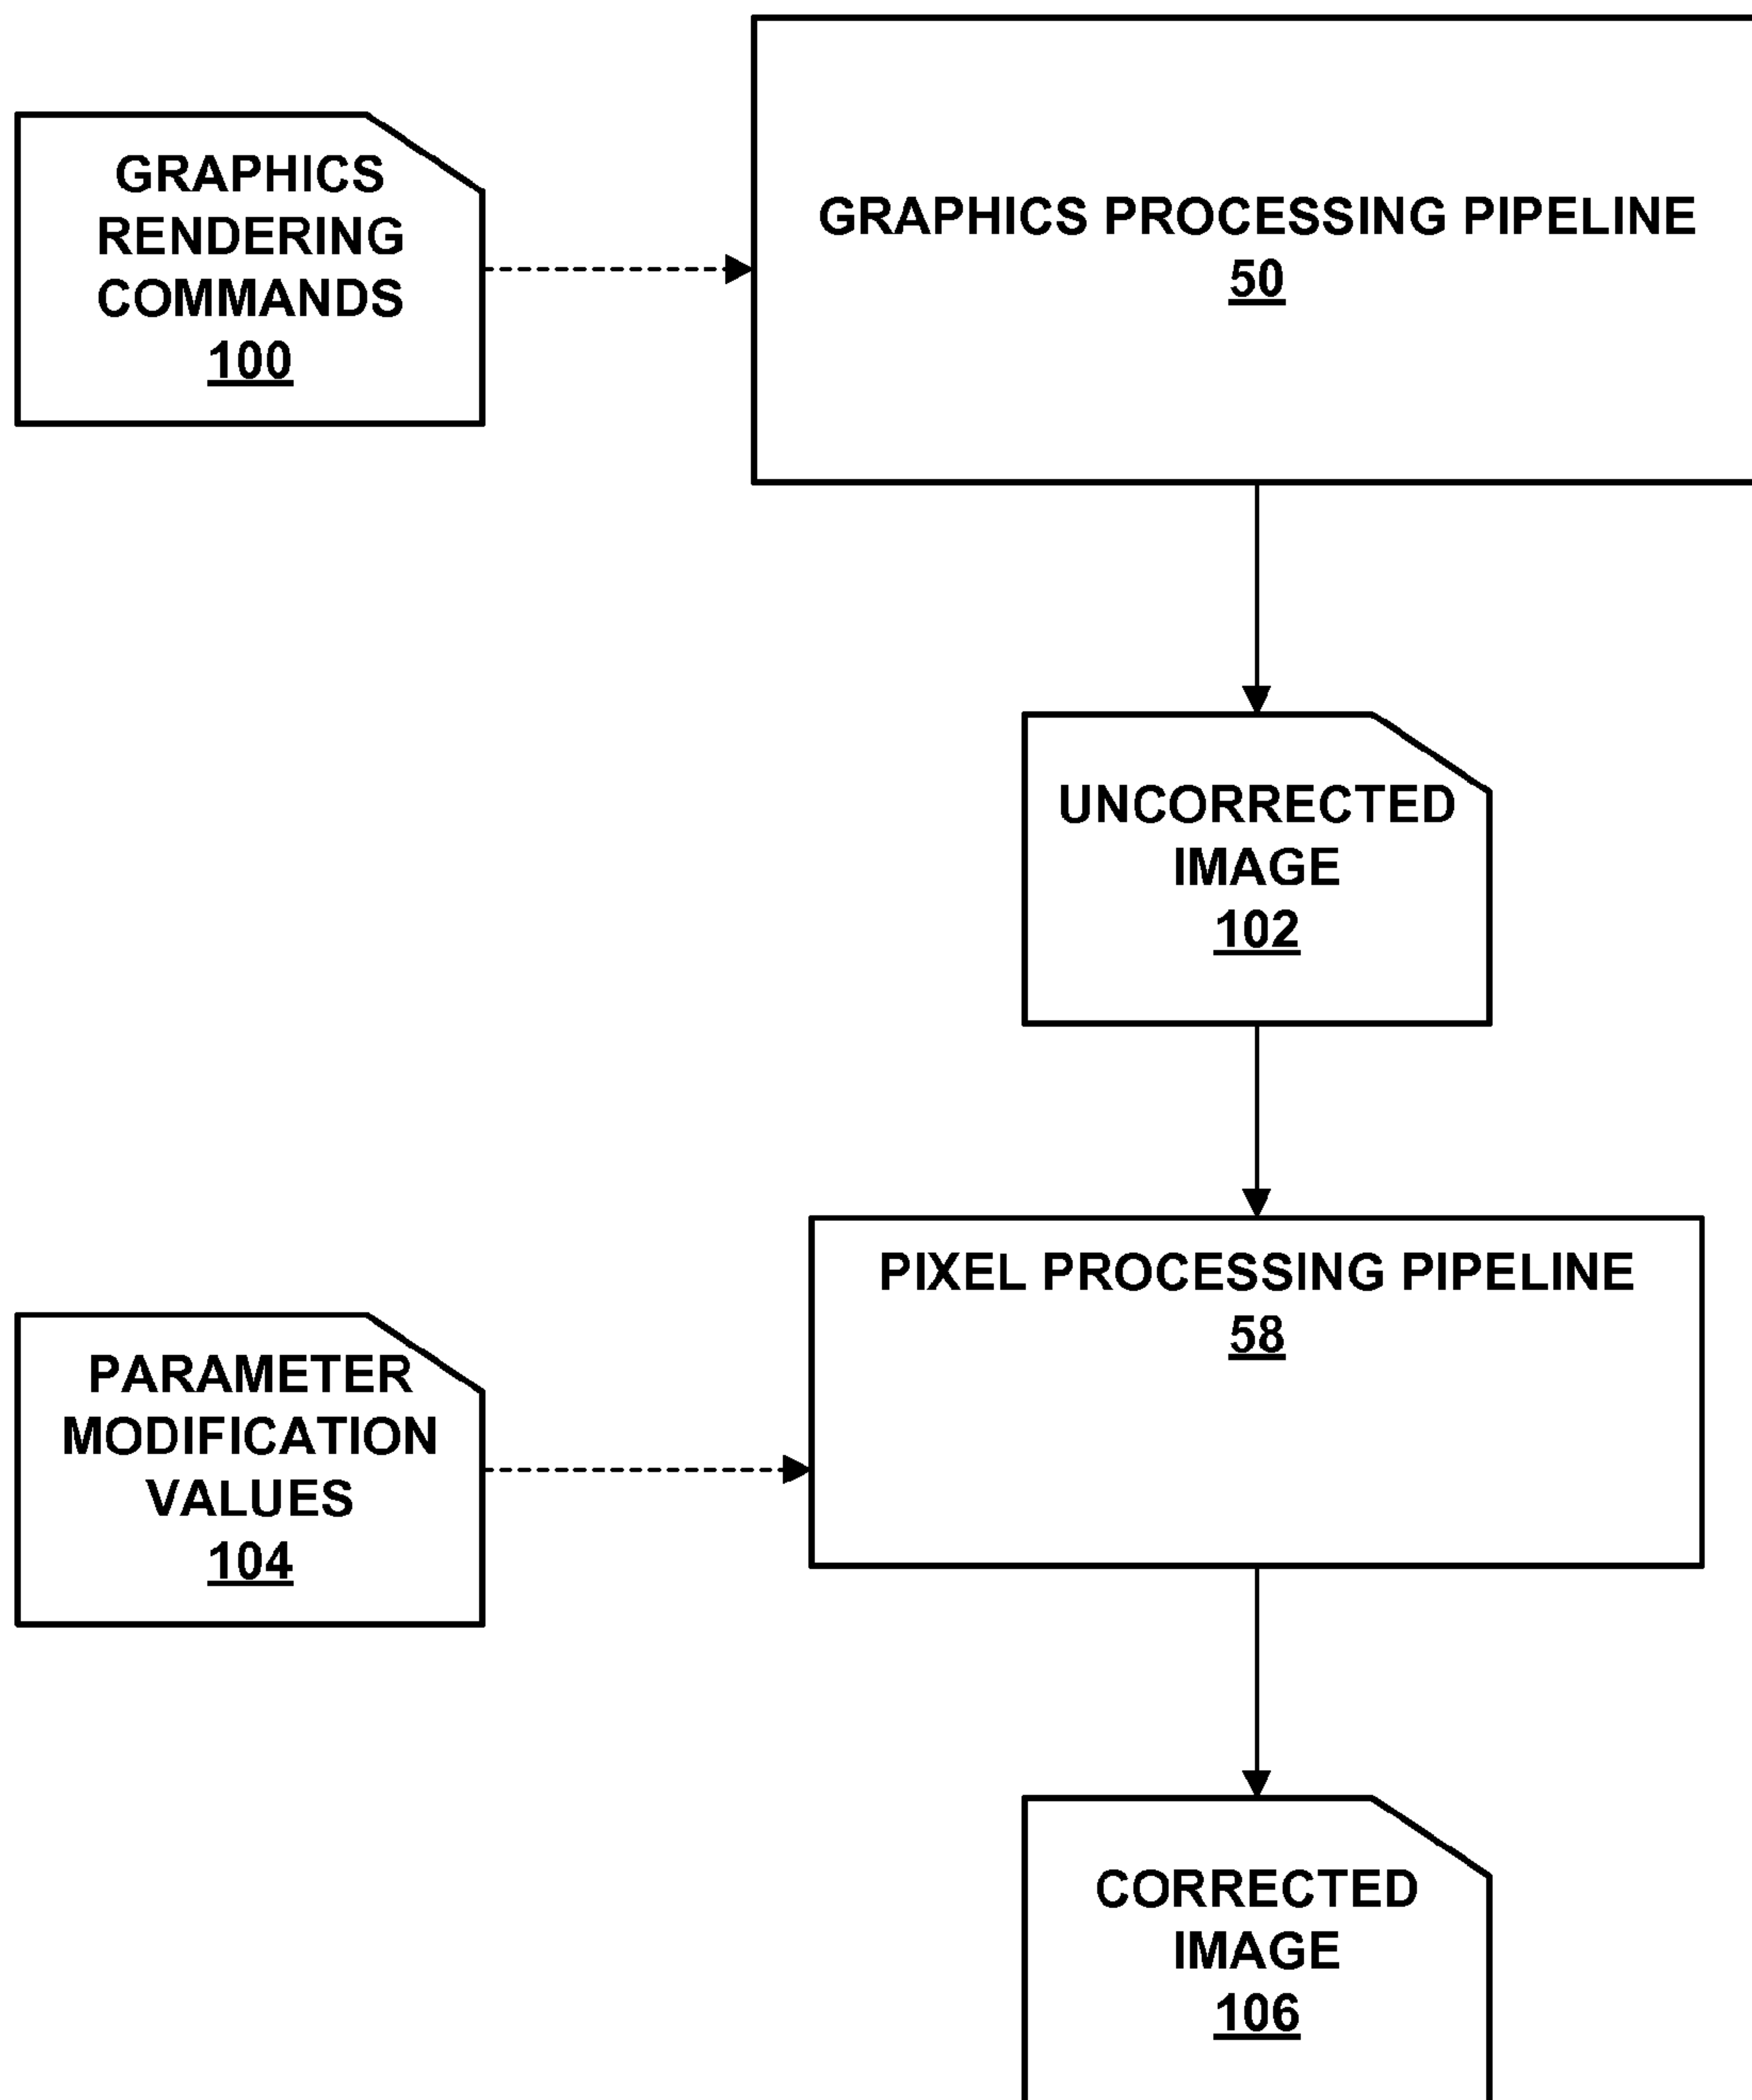 GRAPHICS
RENDERING
COMMANDS
100
GRAPHICS PROCESSING PIPELINE
50
UNCORRECTED
IMAGE
102
PIXEL PROCESSING PIPELINE
58
PARAMETER
MODIFICATION
VALUES
104
CORRECTED
IMAGE
106